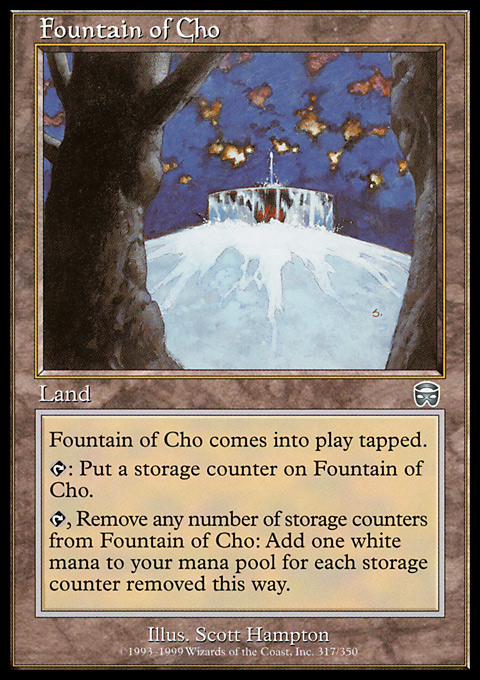 Fountain of Cho
Land
Fountain of Cho comes into play tapped.
: Put a storage counter on Fountain of
Cho.
, Remove any number of storage counters
from Fountain of Cho: Add one white
mana to your mana pool for each storage
counter removed this way.
Illus. Scott Hampton
©1993-1999 Wizards of the Coast, Inc. 317/350